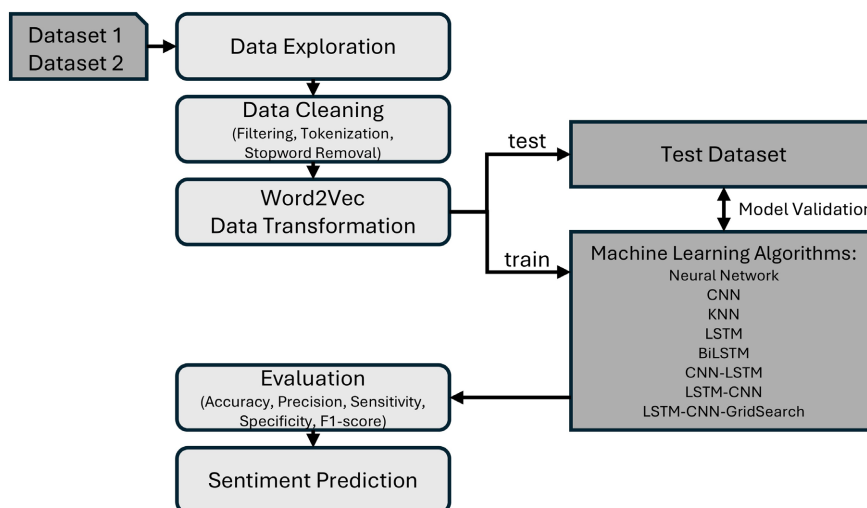 Dataset 1
Dataset 2
Data Exploration
Data Cleaning
(Filtering, Tokenization,
Stopword Removal)
Word2Vec
Data Transformation
test
Test Dataset
Model Validation
train
Machine Learning Algorithms:
Neural Network
CNN
KNN
LSTM
BiLSTM
CNN-LSTM
LSTM-CNN
LSTM-CNN-GridSearch
Evaluation
(Accuracy, Precision, Sensitivity,
Specificity, F1-score)
Sentiment Prediction